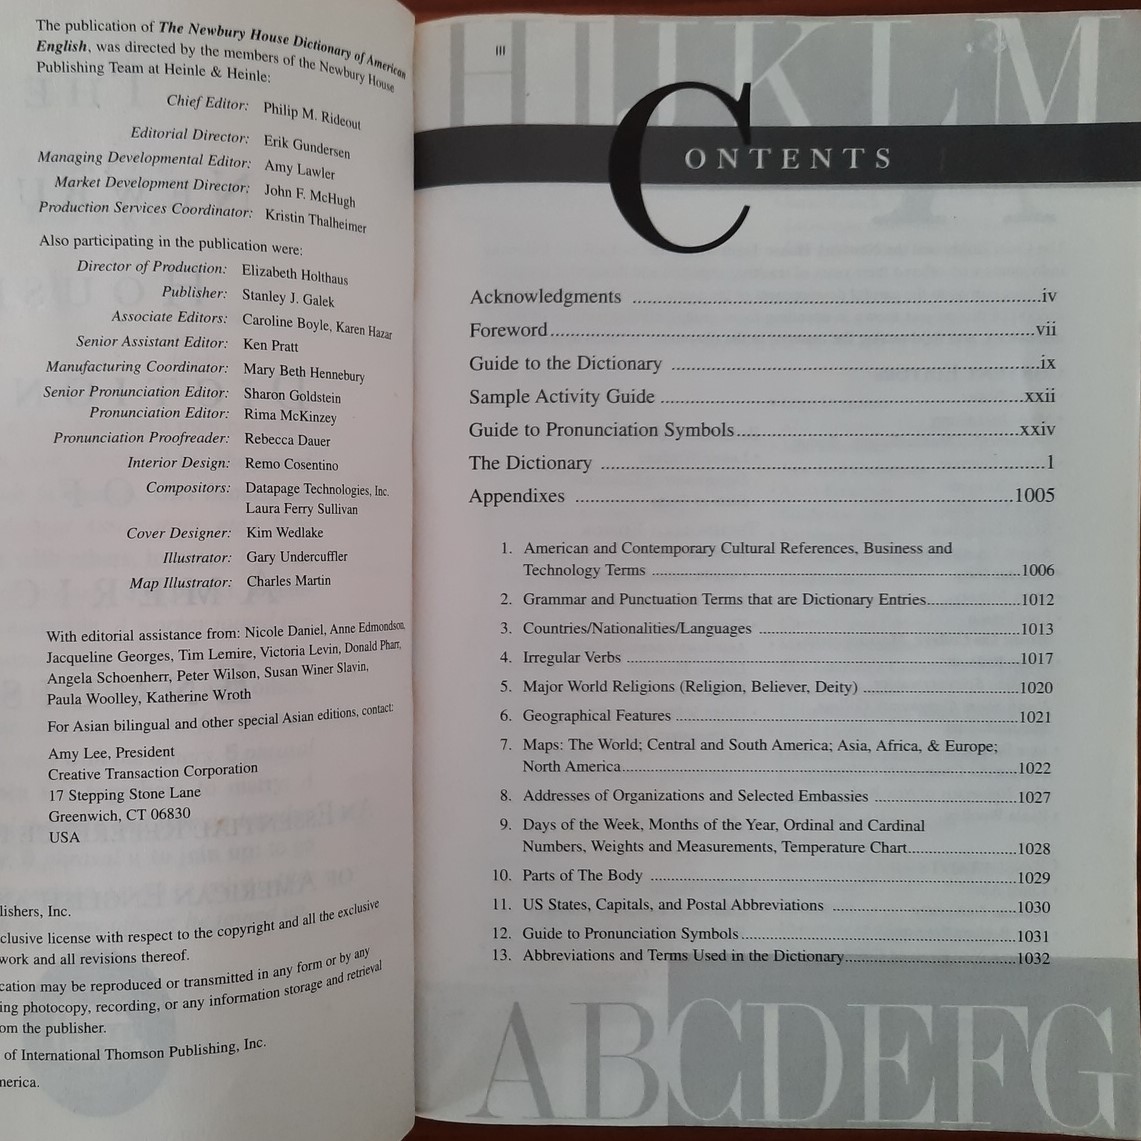 The publication of The Newbury House Dictionary of American
English, was directed by the members of the Newbury House
Publishing Team at Heinle & Heinle:
Chief Editor: Philip M. Rideout
Editorial Director: Erik Gundersen
Managing Developmental Editor: Amy Lawler
Market Development Director: John F. McHugh
Production Services Coordinator: Kristin Thalheimer
Also participating in the publication were:
Director of Production: Elizabeth Holthaus
Publisher: Stanley J. Galek
Associate Editors: Caroline Boyle, Karen Hazar
Senior Assistant Editor: Ken Pratt
Manufacturing Coordinator: Mary Beth Hennebury
Senior Pronunciation Editor: Sharon Goldstein
Pronunciation Editor: Rima McKinzey
Pronunciation Proofreader: Rebecca Dauer
Interior Design: Remo Cosentino
Compositors: Datapage Technologies, Inc.
Laura Ferry Sullivan
Cover Designer: Kim Wedlake
Illustrator: Gary Undercuffler
Map Illustrator: Charles Martin
With editorial assistance from: Nicole Daniel, Anne Edmondson,
Jacqueline Georges, Tim Lemire, Victoria Levin, Donald Pharr,
Angela Schoenherr, Peter Wilson, Susan Winer Slavin,
Paula Woolley, Katherine Wroth
For Asian bilingual and other special Asian editions, contact:
Amy Lee, President
Creative Transaction Corporation
17 Stepping Stone Lane
Greenwich, CT 06830
USA
lishers, Inc.
clusive license with respect to the copyright and all the exclusive
work and all revisions thereof.
cation may be reproduced or transmitted in any form or by any
ing photocopy, recording, or any information storage and retrieval
om the publisher.
of International Thomson Publishing, Inc.
nerica.
HIJKLM
iii
CONTENTS
Acknowledgments ....iv
Foreword....vii
Guide to the Dictionary ....ix
Sample Activity Guide ....xxii
Guide to Pronunciation Symbols....xxiv
The Dictionary ....1
Appendixes ....1005
1. American and Contemporary Cultural References, Business and
Technology Terms ....1006
2. Grammar and Punctuation Terms that are Dictionary Entries....1012
3. Countries/Nationalities/Languages ....1013
4. Irregular Verbs ....1017
5. Major World Religions (Religion, Believer, Deity) ....1020
6. Geographical Features ....1021
7. Maps: The World; Central and South America; Asia, Africa, & Europe;
North America....1022
8. Addresses of Organizations and Selected Embassies ....1027
9. Days of the Week, Months of the Year, Ordinal and Cardinal
Numbers, Weights and Measurements, Temperature Chart....1028
10. Parts of The Body ....1029
11. US States, Capitals, and Postal Abbreviations ....1030
12. Guide to Pronunciation Symbols....1031
13. Abbreviations and Terms Used in the Dictionary....1032
ABCDEFG